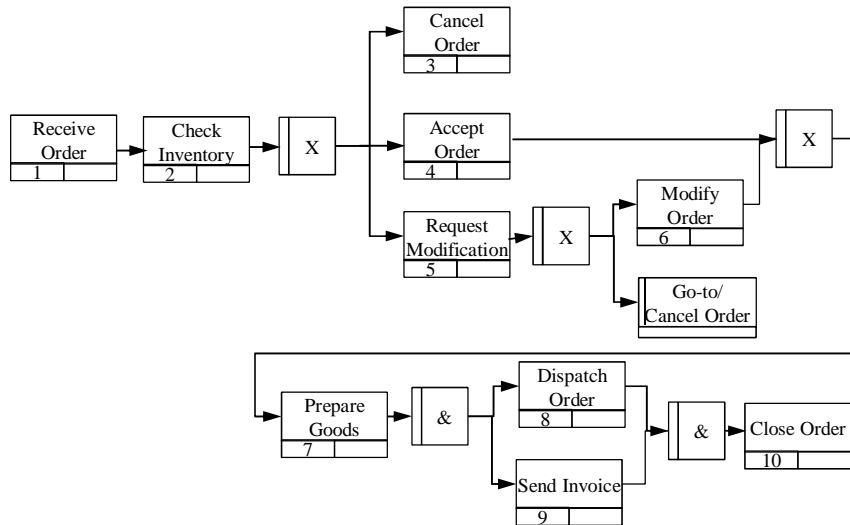 Cancel
Order
3
Receive
Order
1
Check
Inventory
2
X
Accept
Order
4
X
Request
Modification
5
X
Modify
Order
6
Go-to/
Cancel Order
Prepare
Goods
7
&
Dispatch
Order
8
Send Invoice
9
&
Close Order
10